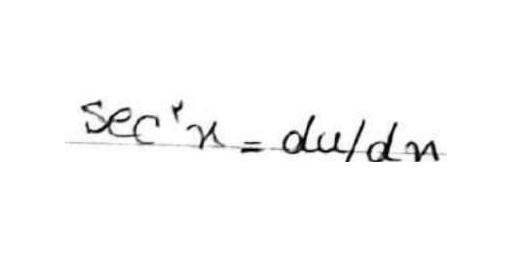 sec²x = du/dx